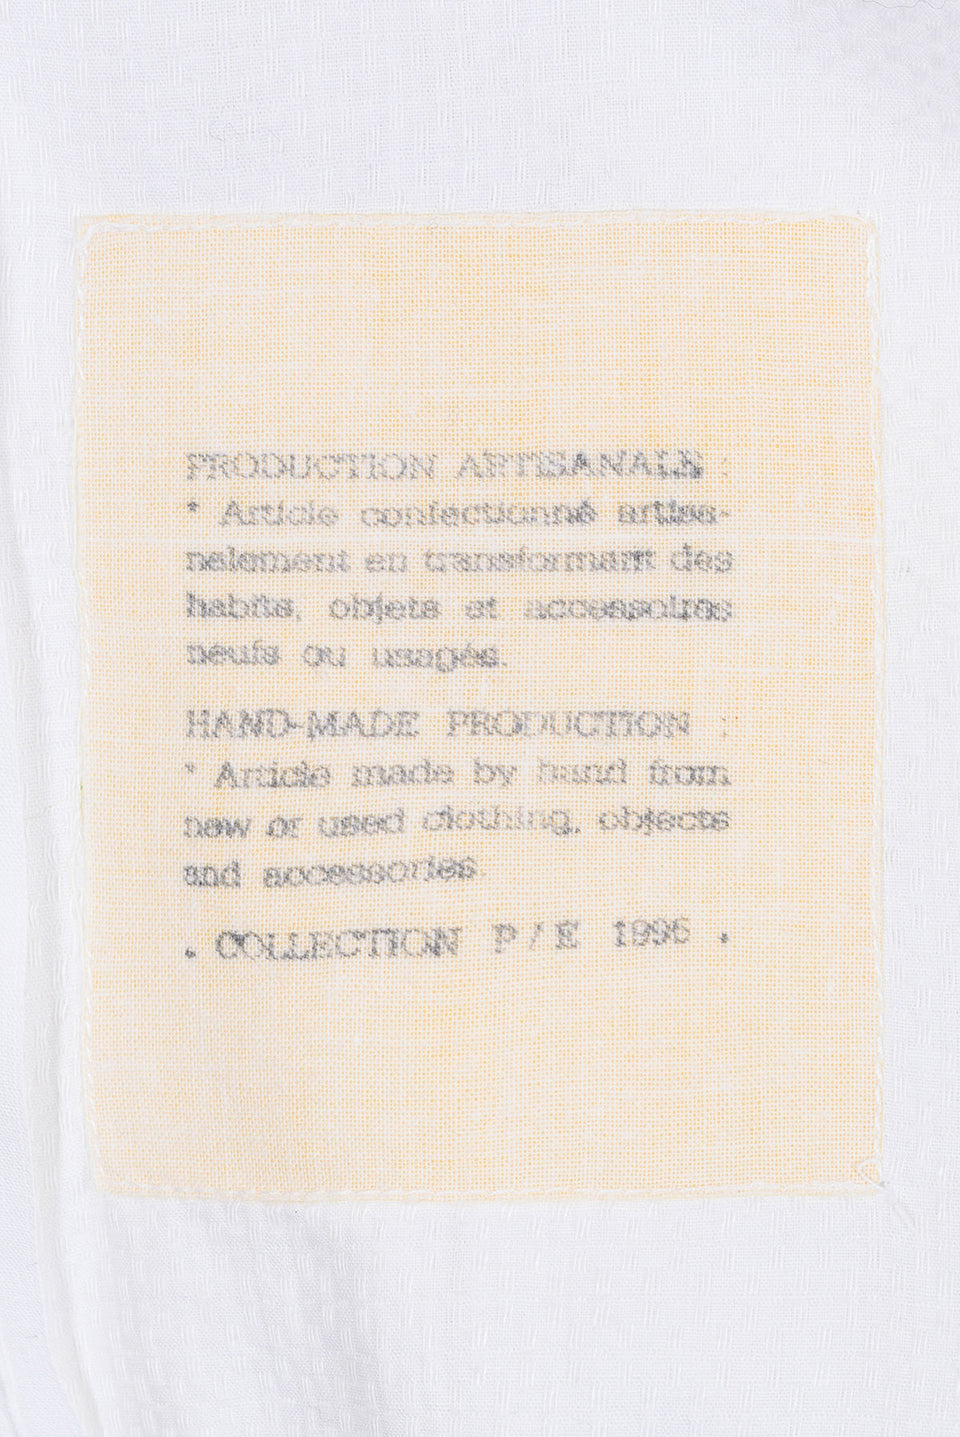 PRODUCTION ARTISANALE :
* Article confectionné artisa-
nalement en transformant des
habits, objets et accessoires
neufs ou usagés.
HAND-MADE PRODUCTION :
* Article made by hand from
new or used clothing, objects
and accessories.
. COLLECTION P/E 1996 .